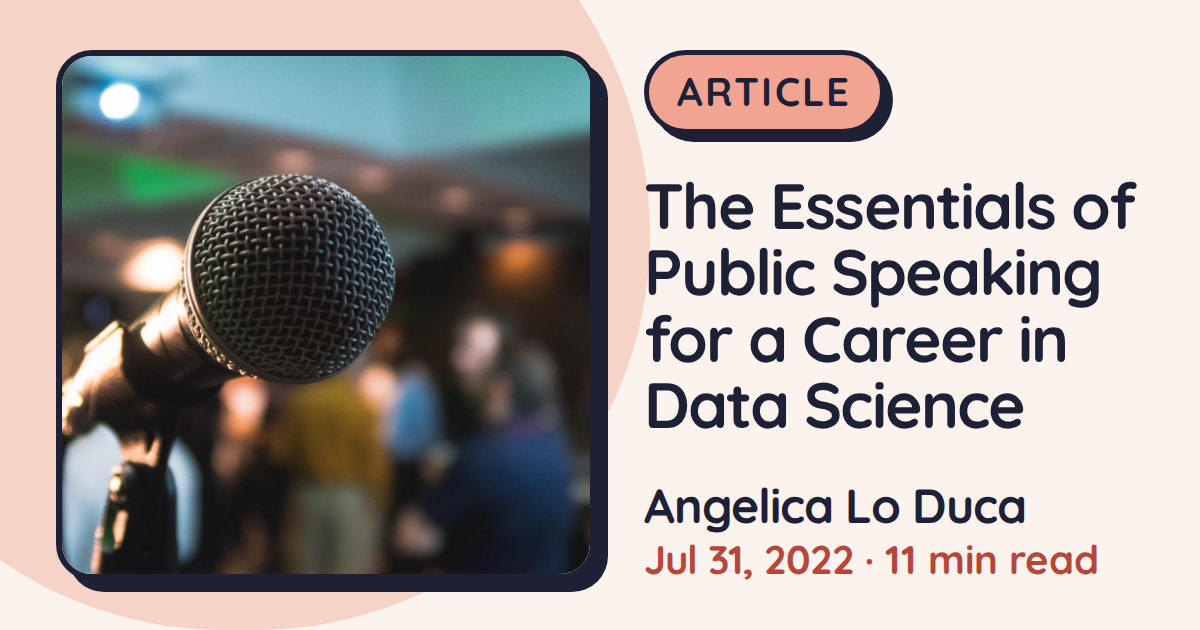 ARTICLE
The Essentials of
Public Speaking
for a Career in
Data Science
Angelica Lo Duca
Jul 31, 2022 · 11 min read